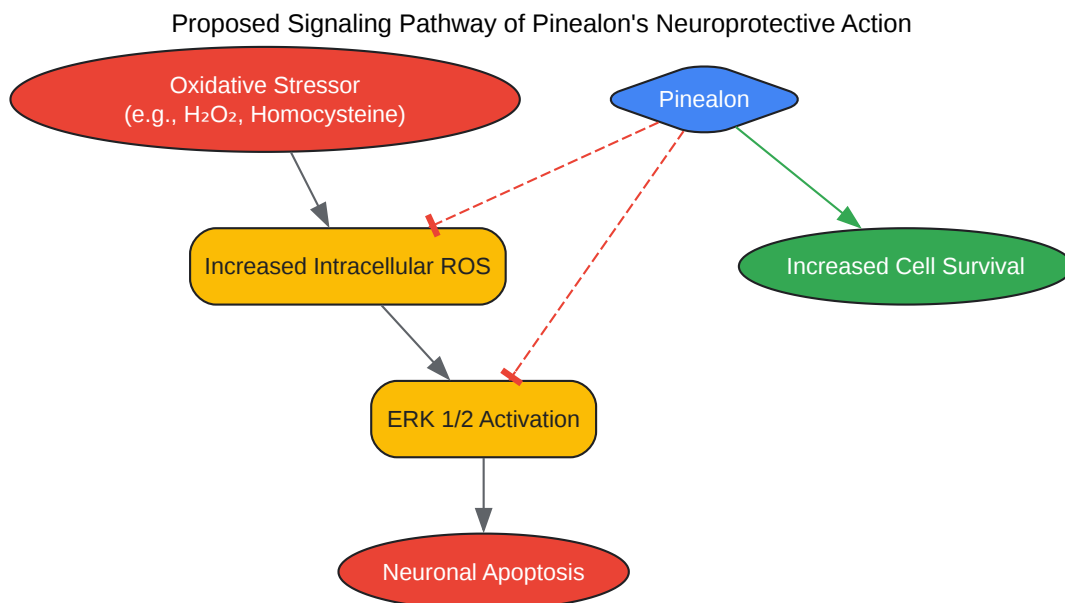 Proposed Signaling Pathway of Pinealon's Neuroprotective Action
Oxidative Stressor
(e.g., H₂O₂, Homocysteine)
Pinealon
Increased Intracellular ROS
Increased Cell Survival
ERK 1/2 Activation
Neuronal Apoptosis